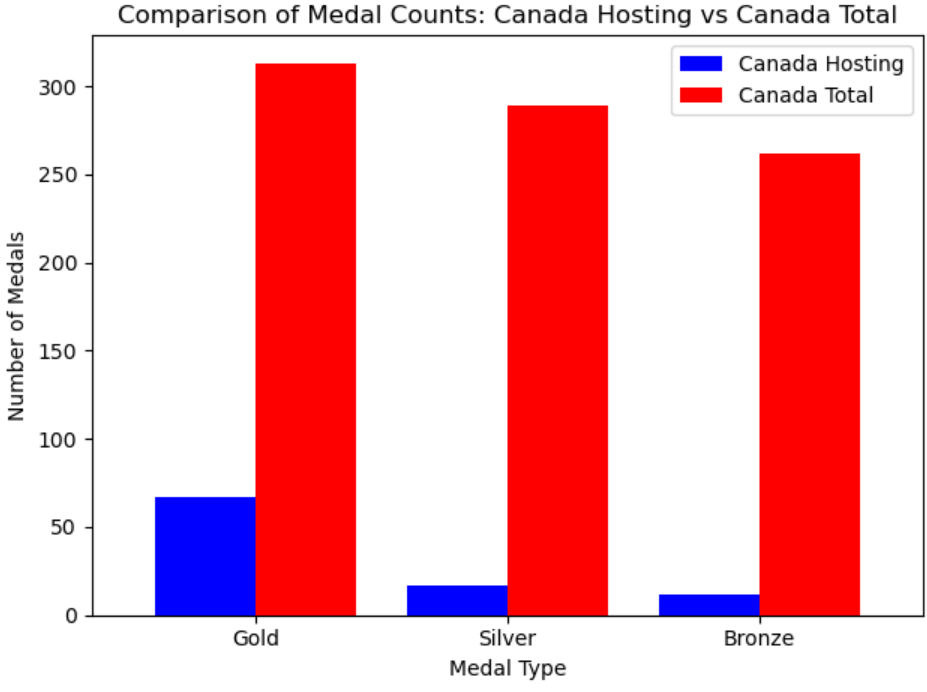 Comparison of Medal Counts: Canada Hosting vs Canada Total
Canada Hosting
Canada Total
Number of Medals
300
250
200
150
100
50
0
Gold
Silver
Bronze
Medal Type